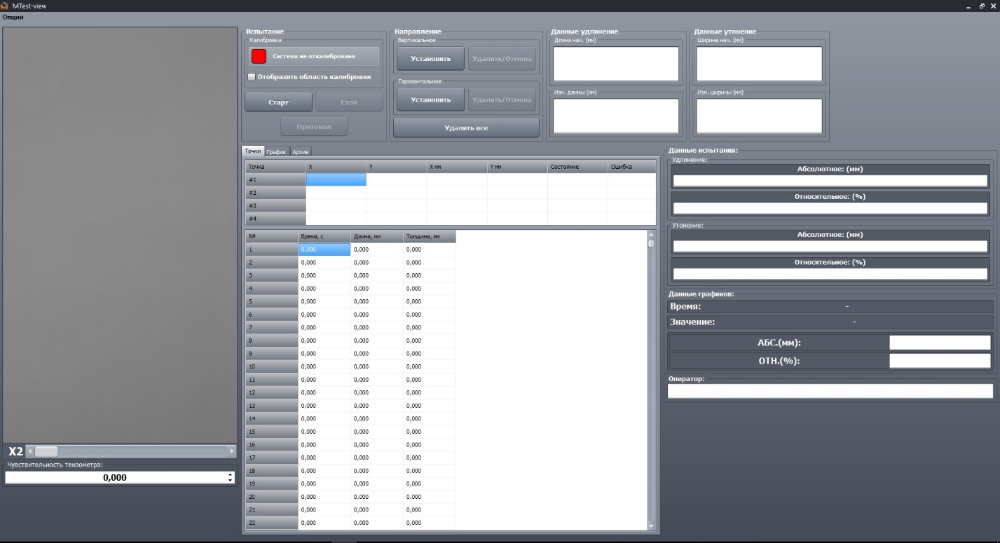 MTest-view
Опции
Испытание
Калибровка
Система не откалибрована
Отобразить область калибровки
Старт
Стоп
Протокол
Направление
Вертикальное
Установить
Удалить/Отмена
Горизонтальное
Установить
Удалить/Отмена
Удалить все
Данные удлинение
Длина нач. (мм)
Изм. длины (мм)
Данные утонение
Ширина нач. (мм)
Изм. ширины (мм)
Точки График Архив
Точка X Y X мм Y мм Состояние Ошибка
#1
#2
#3
#4
№ Время, с Длина, мм Толщина, мм
1 0,000 0,000 0,000
2 0,000 0,000 0,000
3 0,000 0,000 0,000
4 0,000 0,000 0,000
5 0,000 0,000 0,000
6 0,000 0,000 0,000
7 0,000 0,000 0,000
8 0,000 0,000 0,000
9 0,000 0,000 0,000
10 0,000 0,000 0,000
11 0,000 0,000 0,000
12 0,000 0,000 0,000
13 0,000 0,000 0,000
14 0,000 0,000 0,000
15 0,000 0,000 0,000
16 0,000 0,000 0,000
17 0,000 0,000 0,000
18 0,000 0,000 0,000
19 0,000 0,000 0,000
20 0,000 0,000 0,000
21 0,000 0,000 0,000
22 0,000 0,000 0,000
Данные испытания:
Удлинение:
Абсолютное: (мм)
Относительное: (%)
Утонение:
Абсолютное: (мм)
Относительное: (%)
Данные графиков:
Время: -
Значение: -
АБС.(мм):
ОТН.(%):
Оператор:
X2
Чувствительность тензометра:
0,000